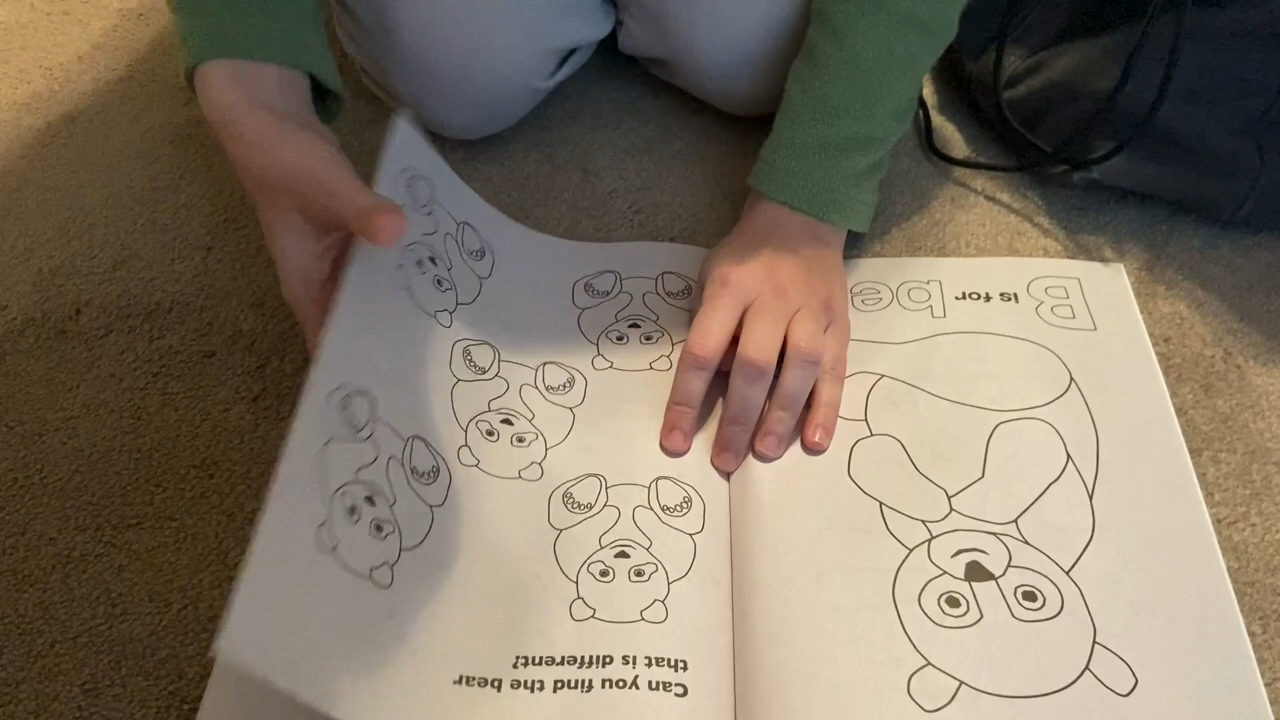 Can you find the bear
that is different?
B is for be